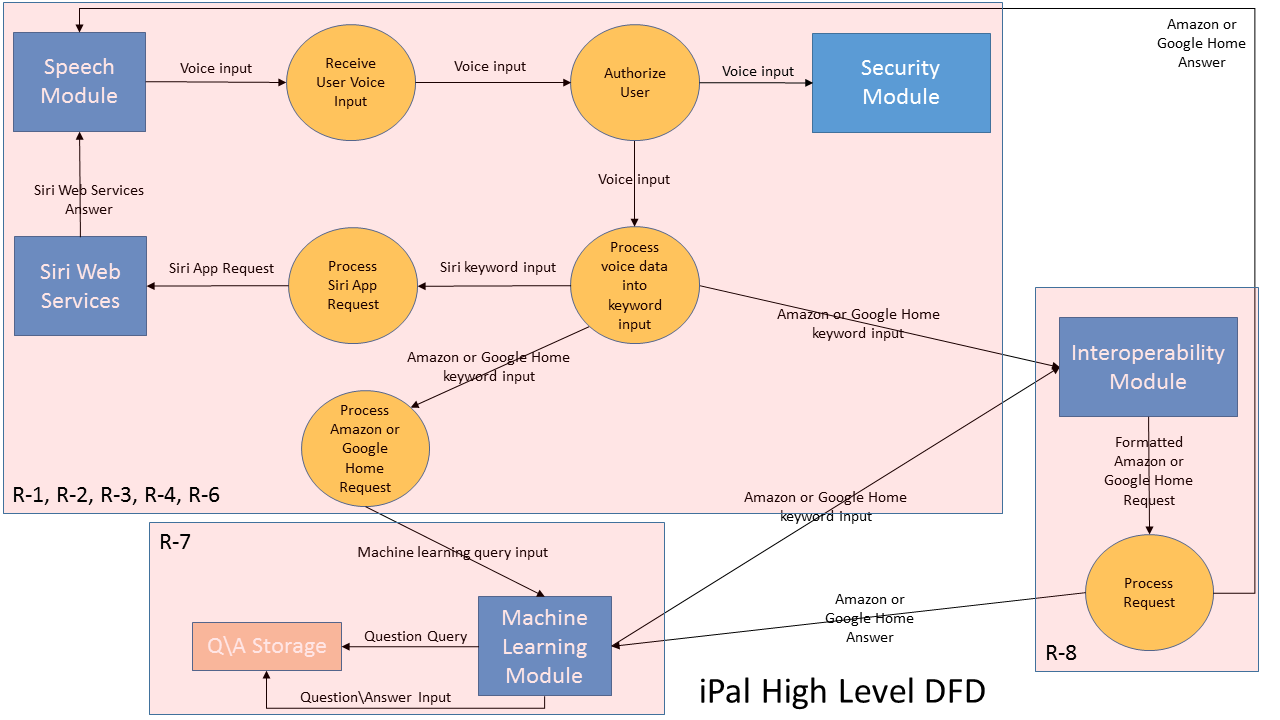 Amazon or
Google Home
Answer
Speech
Module
Voice input
Receive
User Voice
Input
Voice input
Authorize
User
Voice input
Security
Module
Siri Web Services
Answer
Voice input
Siri Web
Services
Siri App Request
Process
Siri App
Request
Siri keyword input
Process
voice data
into
keyword
input
Amazon or Google Home
keyword input
Interoperability
Module
Amazon or Google Home
keyword input
Process
Amazon or
Google
Home
Request
Formatted
Amazon or
Google Home
Request
R-1, R-2, R-3, R-4, R-6
Amazon or Google Home
keyword input
R-7
Machine learning query input
Process
Request
Machine
Learning
Module
Amazon or
Google Home
Answer
Q\A Storage
Question Query
Question\Answer Input
R-8
iPal High Level DFD